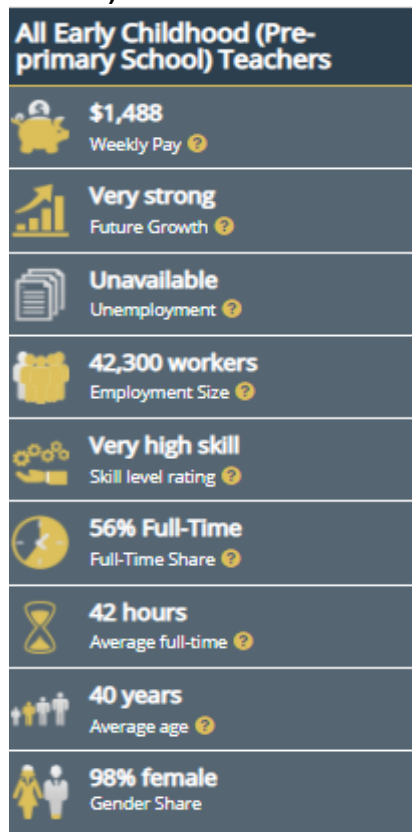 All Early Childhood (Pre-
primary School) Teachers
$1,488
Weekly Pay ?
Very strong
Future Growth ?
Unavailable
Unemployment ?
42,300 workers
Employment Size ?
Very high skill
Skill level rating ?
56% Full-Time
Full-Time Share ?
42 hours
Average full-time ?
40 years
Average age ?
98% female
Gender Share